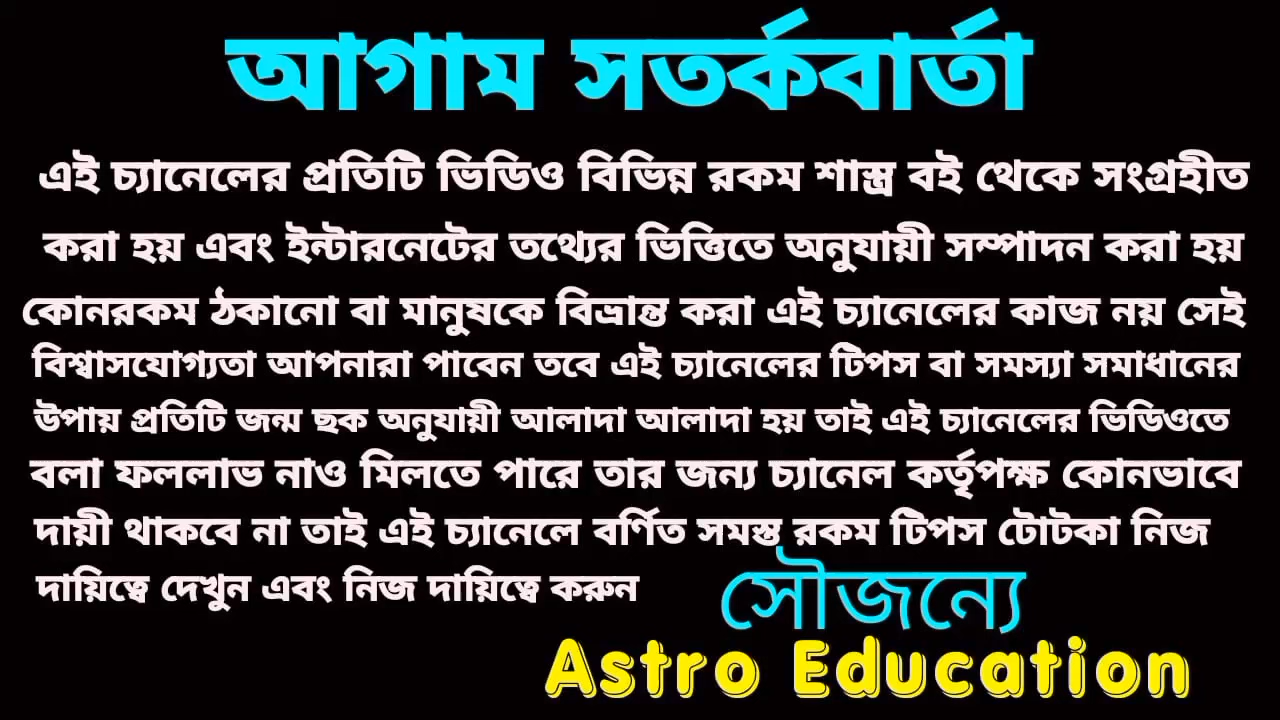 আগাম সতর্কবার্তা
এই চ্যানেলের প্রতিটি ভিডিও বিভিন্ন রকম শাস্ত্র বই থেকে সংগ্রহীত
করা হয় এবং ইন্টারনেটের তথ্যের ভিত্তিতে অনুযায়ী সম্পাদন করা হয়
কোনরকম ঠকানো বা মানুষকে বিভ্রান্ত করা এই চ্যানেলের কাজ নয় সেই
বিশ্বাসযোগ্যতা আপনারা পাবেন তবে এই চ্যানেলের টিপস বা সমস্যা সমাধানের
উপায় প্রতিটি জন্ম ছক অনুযায়ী আলাদা আলাদা হয় তাই এই চ্যানেলের ভিডিওতে
বলা ফললাভ নাও মিলতে পারে তার জন্য চ্যানেল কর্তৃপক্ষ কোনভাবে
দায়ী থাকবে না তাই এই চ্যানেলে বর্ণিত সমস্ত রকম টিপস টোটকা নিজ
দায়িত্বে দেখুন এবং নিজ দায়িত্বে করুন
সৌজন্যে
Astro Education